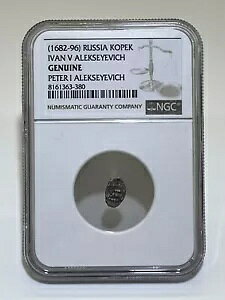 (1682-96) RUSSIA KOPEK
IVAN V ALEKSEYEVICH
GENUINE
PETER I ALEKSEYEVICH
8161363-380
NUMISMATIC GUARANTY COMPANY
NGC